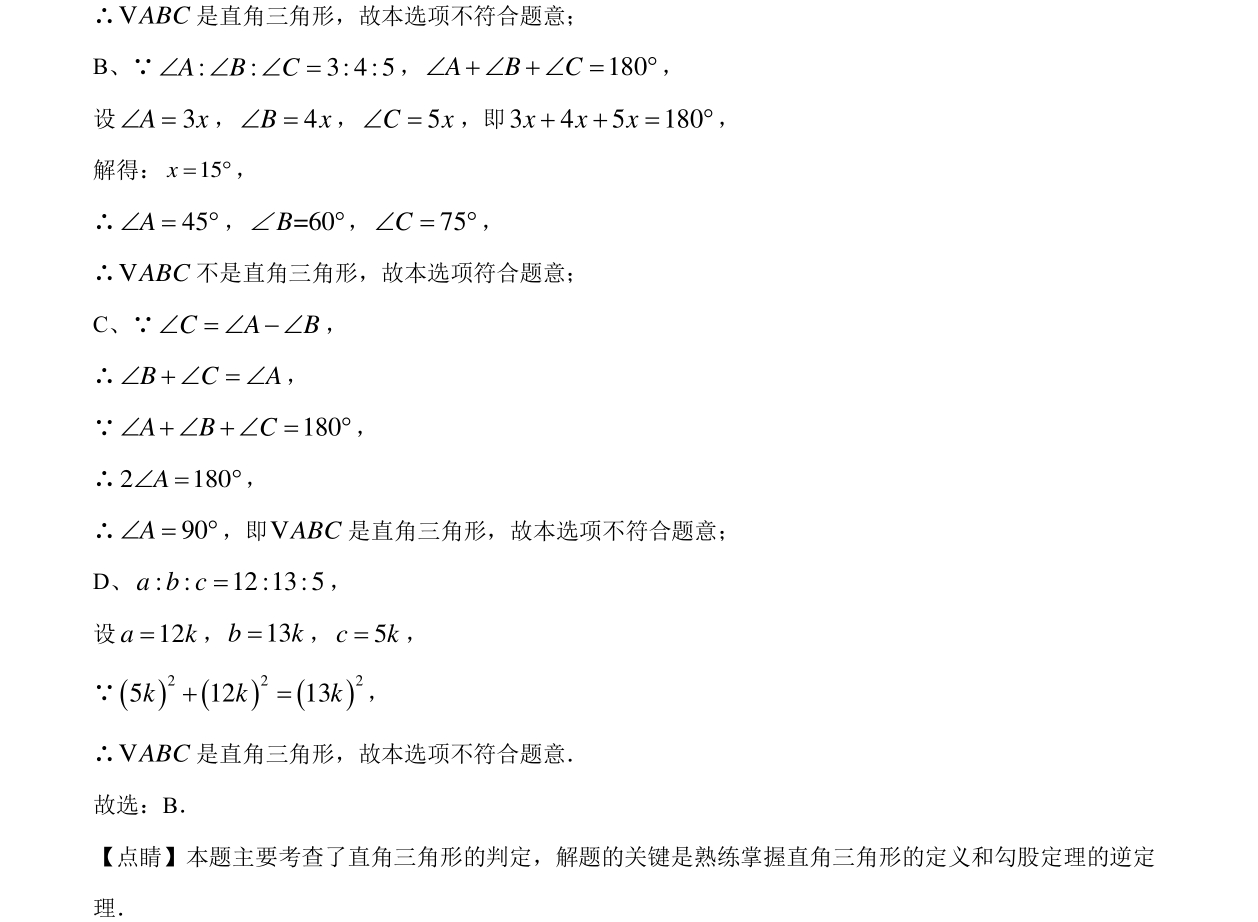 ∴VABC 是直角三角形，故本选项不符合题意；
B、∵∠A:∠B:∠C=3:4:5，∠A+∠B+∠C=180°，
设∠A=3x，∠B=4x，∠C=5x，即3x+4x+5x=180°，
解得：x=15°，
∴∠A=45°，∠B=60°，∠C=75°，
∴VABC 不是直角三角形，故本选项符合题意；
C、∵∠C=∠A−∠B，
∴∠B+∠C=∠A，
∵∠A+∠B+∠C=180°，
∴2∠A=180°，
∴∠A=90°，即VABC 是直角三角形，故本选项不符合题意；
D、a:b:c=12:13:5，
设a=12k，b=13k，c=5k，
∵(5k)²+(12k)²=(13k)²，
∴VABC 是直角三角形，故本选项不符合题意．
故选：B．
【点睛】本题主要考查了直角三角形的判定，解题的关键是熟练掌握直角三角形的定义和勾股定理的逆定
理．